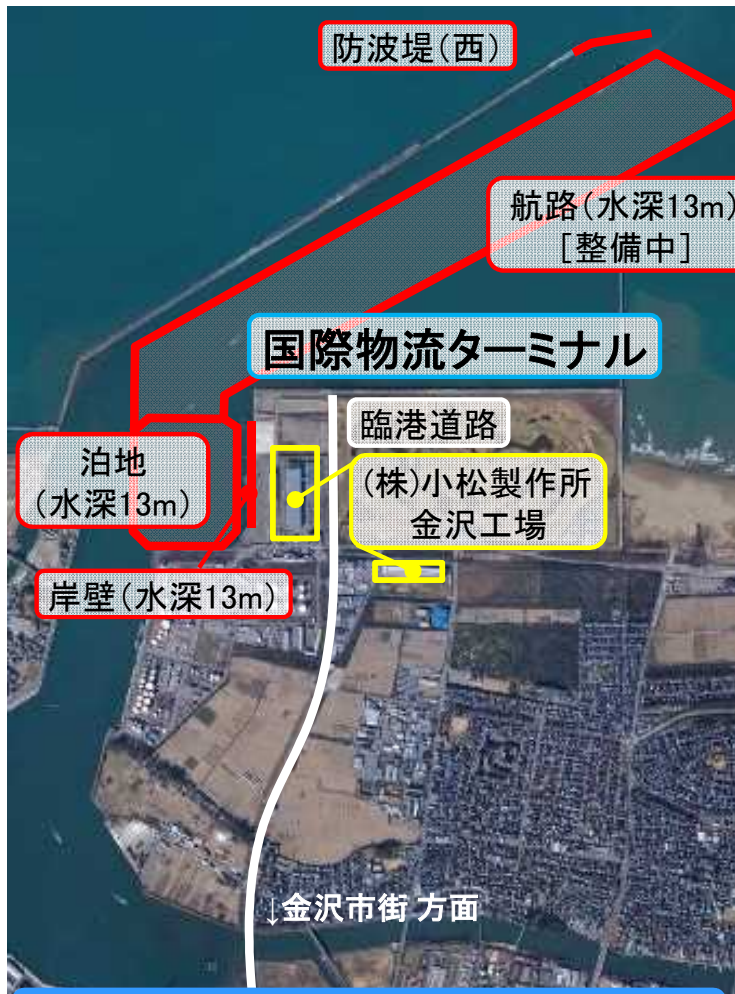 防波堤(西)
航路(水深13m)
[整備中]
国際物流ターミナル
臨港道路
泊地
(水深13m)
(株)小松製作所
金沢工場
岸壁(水深13m)
↓金沢市街 方面